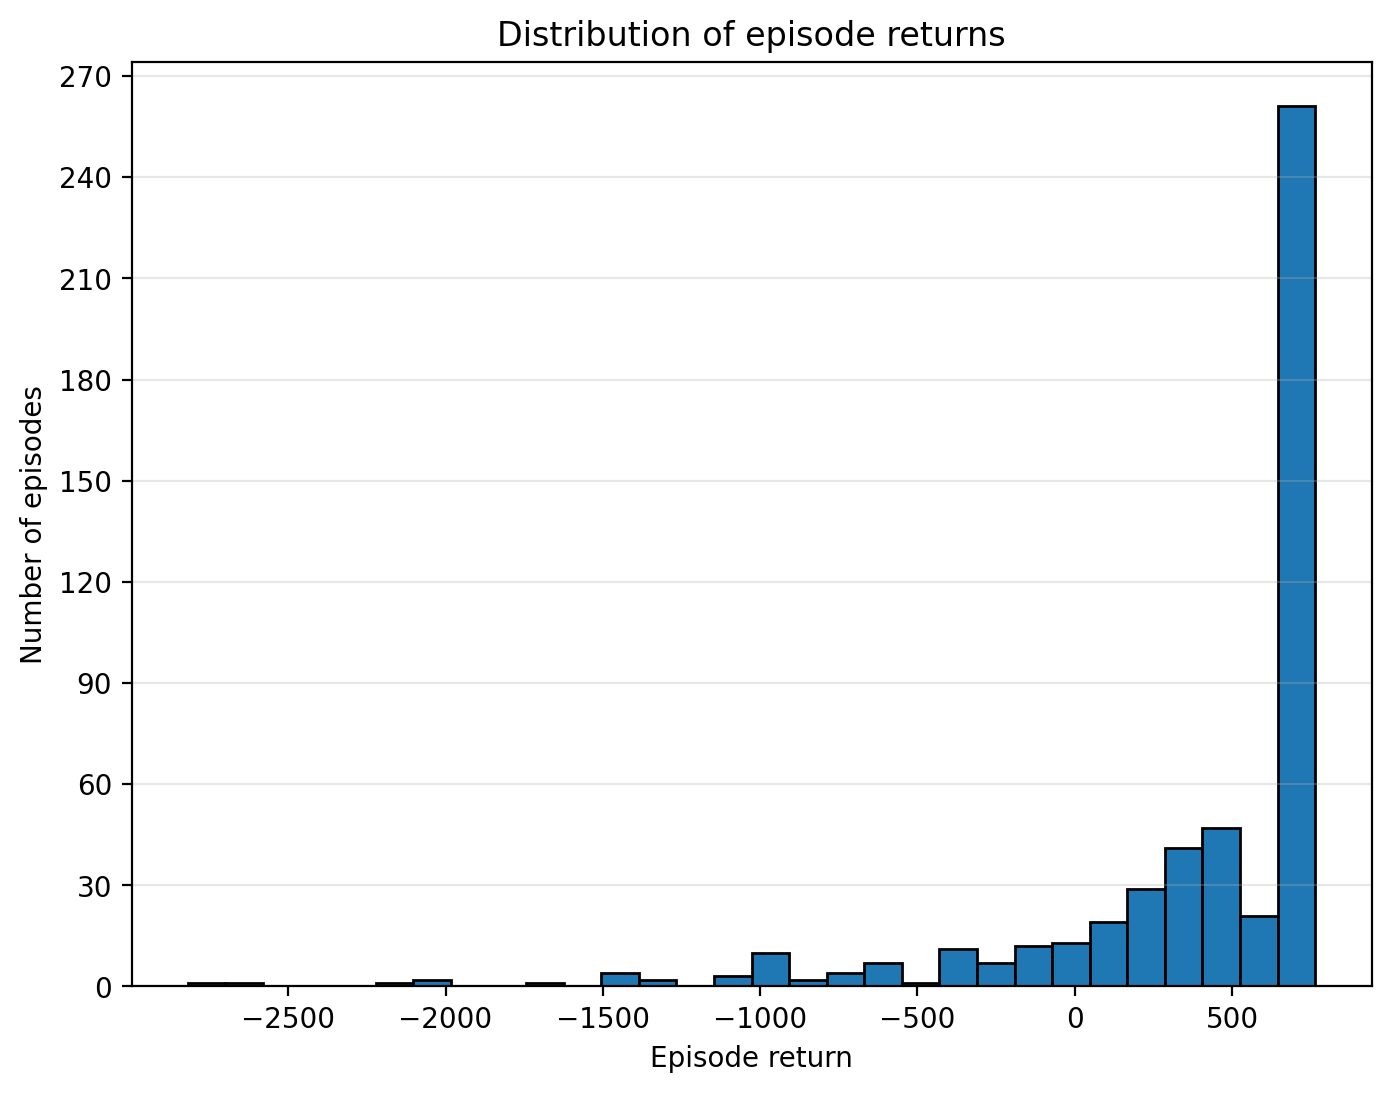 Distribution of episode returns
270
240
210
180
150
120
90
60
30
0
Number of episodes
−2500 −2000 −1500 −1000 −500 0 500
Episode return